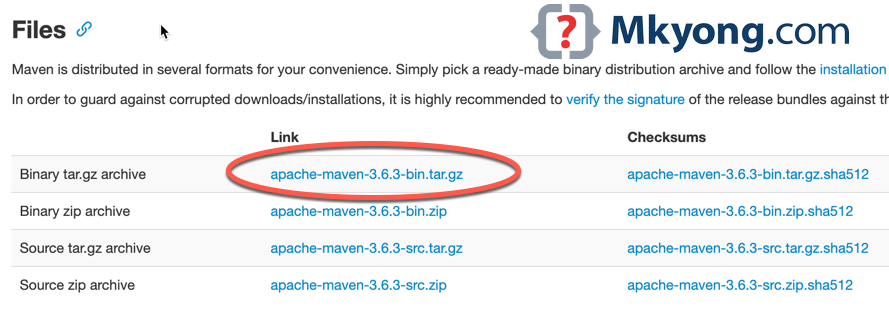 Files
? Mkyong.com
Maven is distributed in several formats for your convenience. Simply pick a ready-made binary distribution archive and follow the installation
In order to guard against corrupted downloads/installations, it is highly recommended to verify the signature of the release bundles against
Link Checksums
Binary tar.gz archive apache-maven-3.6.3-bin.tar.gz apache-maven-3.6.3-bin.tar.gz.sha512
Binary zip archive apache-maven-3.6.3-bin.zip apache-maven-3.6.3-bin.zip.sha512
Source tar.gz archive apache-maven-3.6.3-src.tar.gz apache-maven-3.6.3-src.tar.gz.sha512
Source zip archive apache-maven-3.6.3-src.zip apache-maven-3.6.3-src.zip.sha512